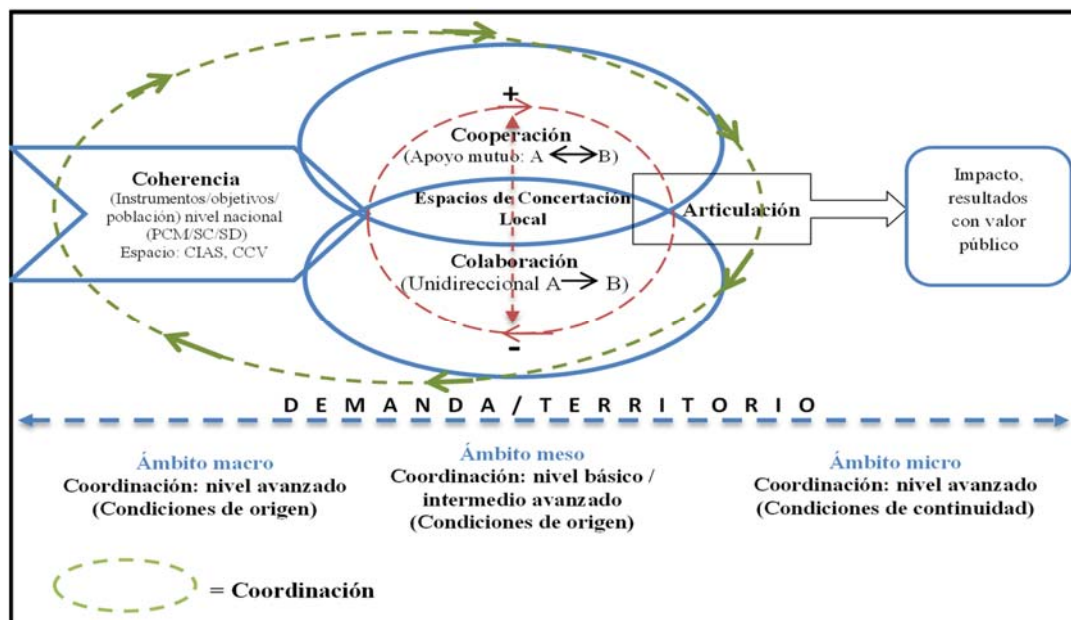 +
Cooperación
(Apoyo mutuo: A B)
Coherencia
(Instrumentos/objetivos/
población) nivel nacional
(PCM/SC/SD)
Espacio: CIAS, CCV
Espacios de Concertación
Local
Colaboración
(Unidireccional A B)
-
Articulación
Impacto,
resultados
con valor
público
DEMANDA/TERRITORIO
Ámbito macro
Coordinación: nivel avanzado
(Condiciones de origen)
Ámbito meso
Coordinación: nivel básico /
intermedio avanzado
(Condiciones de origen)
Ámbito micro
Coordinación: nivel avanzado
(Condiciones de continuidad)
= Coordinación